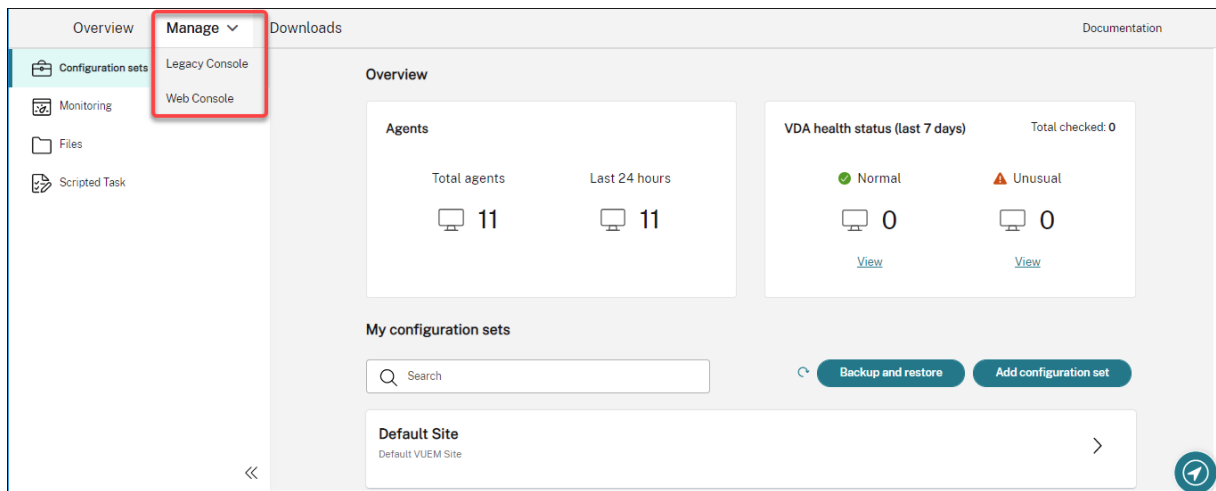 Overview Manage Downloads Documentation
Legacy Console
Web Console
Configuration sets
Monitoring
Files
Scripted Task
Overview
Agents
Total agents Last 24 hours
11 11
VDA health status (last 7 days) Total checked: 0
Normal Unusual
0 0
View View
My configuration sets
Search Backup and restore Add configuration set
Default Site
Default VUEM Site